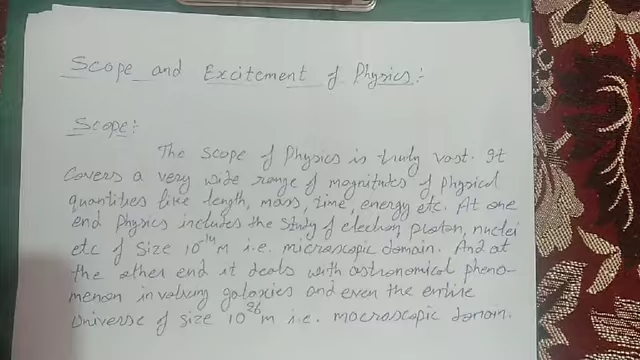 Scope and Excitement of Physics:-
Scope:
The scope of Physics is truly vast. It
covers a very wide range of magnitudes of physical
quantities like length, mass, time, energy etc. At one
end Physics includes the study of electron, proton, nuclei
etc of size 10⁻¹⁴ m i.e. microscopic domain. And at
the other end it deals with astronomical pheno-
menon involving galaxies and even the entire
Universe of size 10²⁶ m i.e. macroscopic domain.